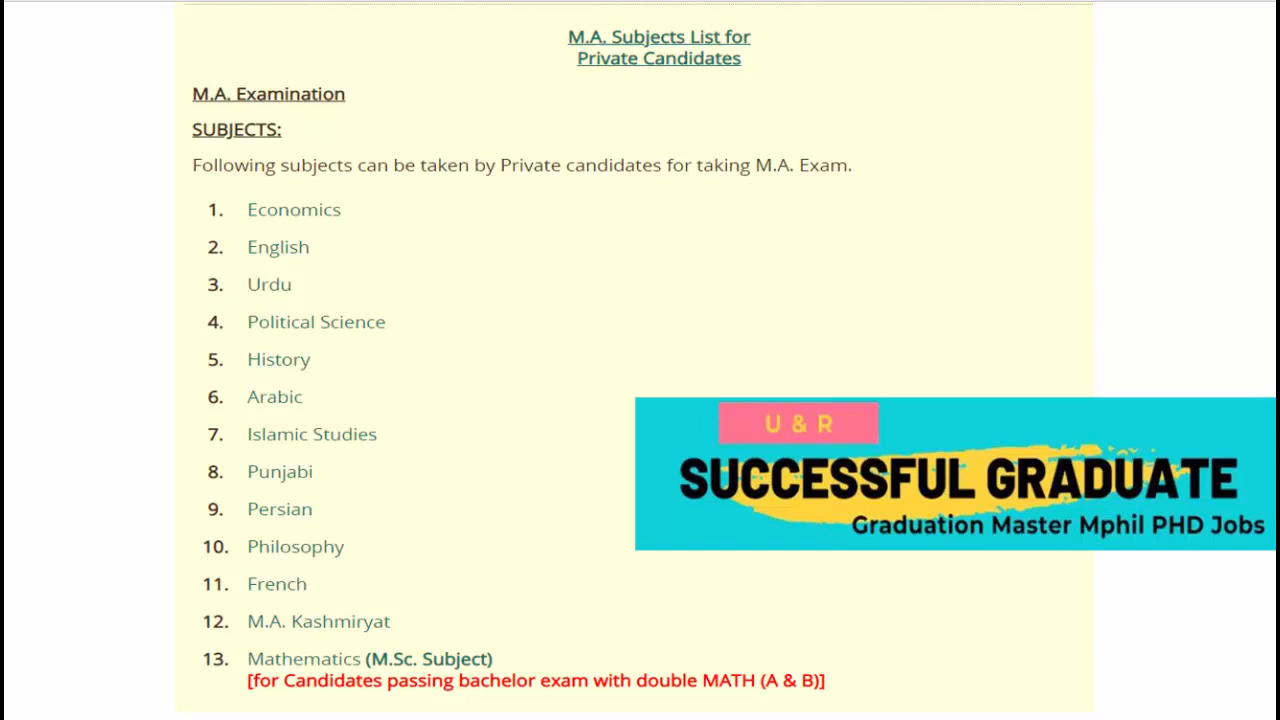 M.A. Subjects List for
Private Candidates
M.A. Examination
SUBJECTS:
Following subjects can be taken by Private candidates for taking M.A. Exam.
1. Economics
2. English
3. Urdu
4. Political Science
5. History
6. Arabic
7. Islamic Studies
8. Punjabi
9. Persian
10. Philosophy
11. French
12. M.A. Kashmiryat
13. Mathematics (M.Sc. Subject)
[for Candidates passing bachelor exam with double MATH (A & B)]
U & R
SUCCESSFUL GRADUATE
Graduation Master Mphil PHD Jobs